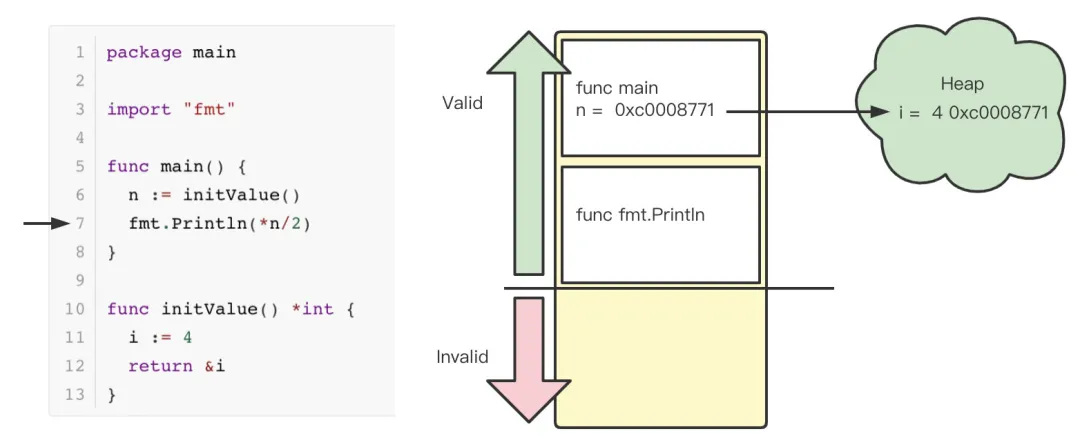 1 package main
2
3 import "fmt"
4
5 func main() {
6 n := initValue()
7 fmt.Println(*n/2)
8 }
9
10 func initValue() *int {
11 i := 4
12 return &i
13 }
Valid
Invalid
func main
n = 0xc0008771
func fmt.Println
Heap
i = 4 0xc0008771